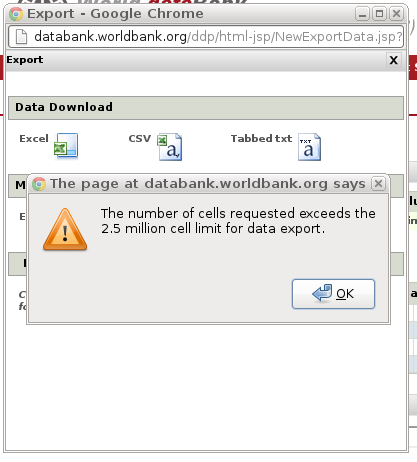 World dataBank
Export - Google Chrome
databank.worldbank.org/ddp/html-jsp/NewExportData.jsp?
Export X
Data Download
Excel CSV Tabbed txt
The page at databank.worldbank.org says
The number of cells requested exceeds the
2.5 million cell limit for data export.
OK